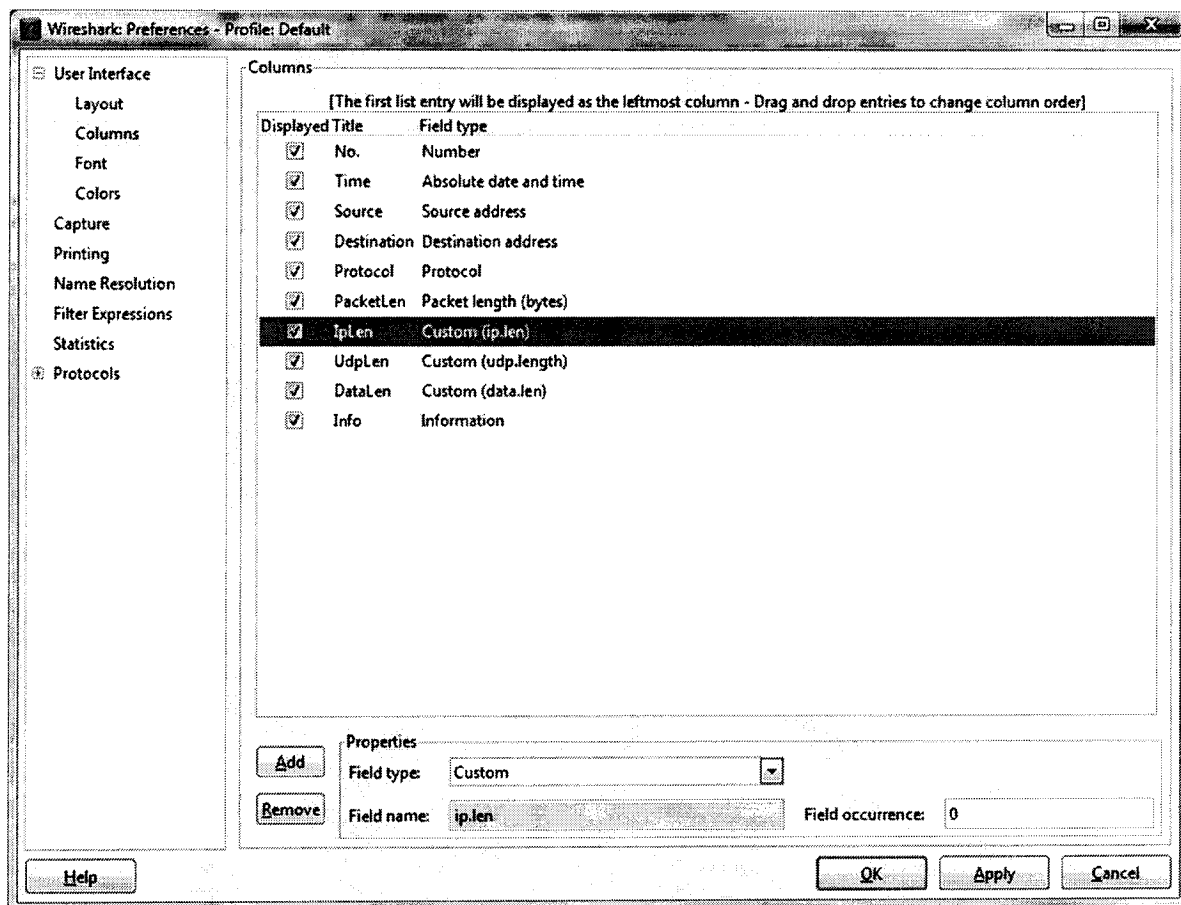 Wireshark: Preferences - Profile: Default
User Interface
Layout
Columns
Font
Colors
Capture
Printing
Name Resolution
Filter Expressions
Statistics
Protocols
Columns
[The first list entry will be displayed as the leftmost column - Drag and drop entries to change column order]
Displayed Title Field type
No. Number
Time Absolute date and time
Source Source address
Destination Destination address
Protocol Protocol
PacketLen Packet length (bytes)
IpLen Custom (ip.len)
UdpLen Custom (udp.length)
DataLen Custom (data.len)
Info Information
Add
Remove
Properties
Field type: Custom
Field name: ip.len Field occurrence: 0
Help
OK Apply Cancel